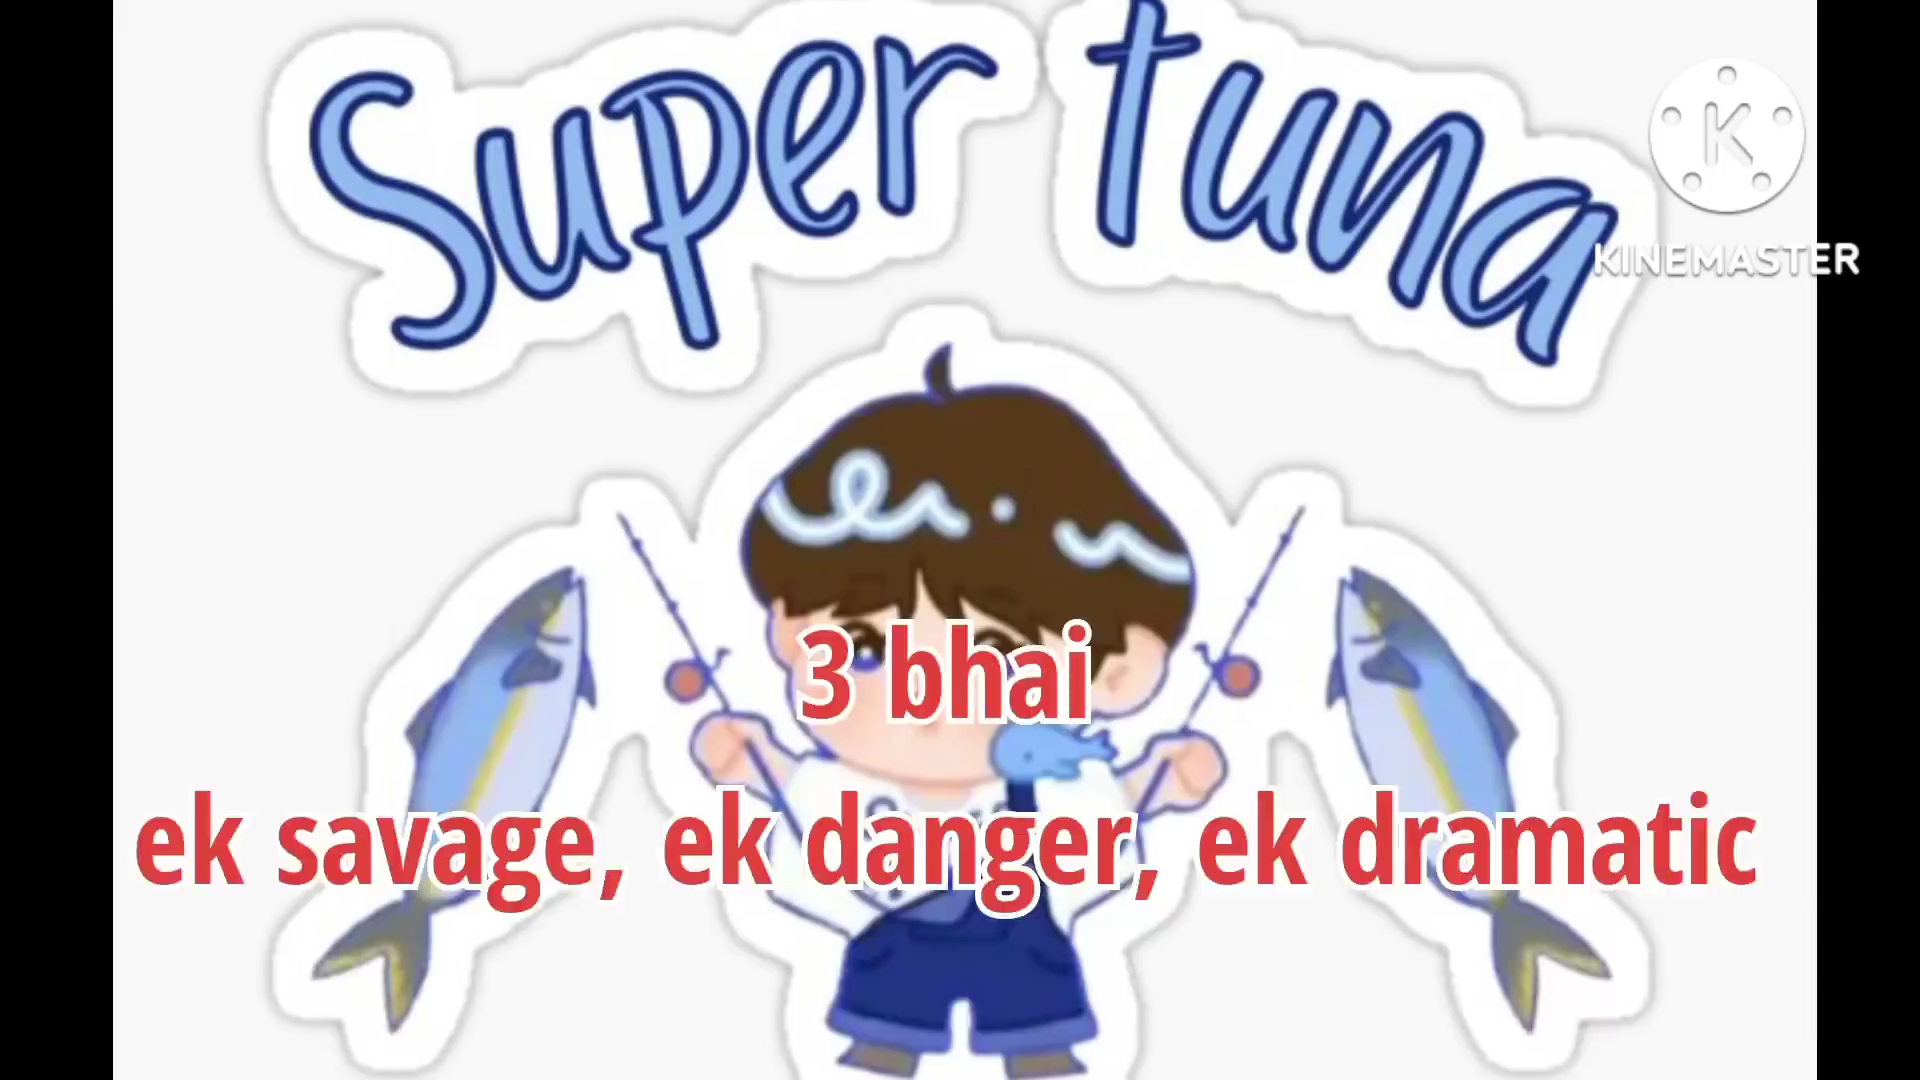 Super tuna
K
KINEMASTER
3 bhai
ek savage, ek danger, ek dramatic